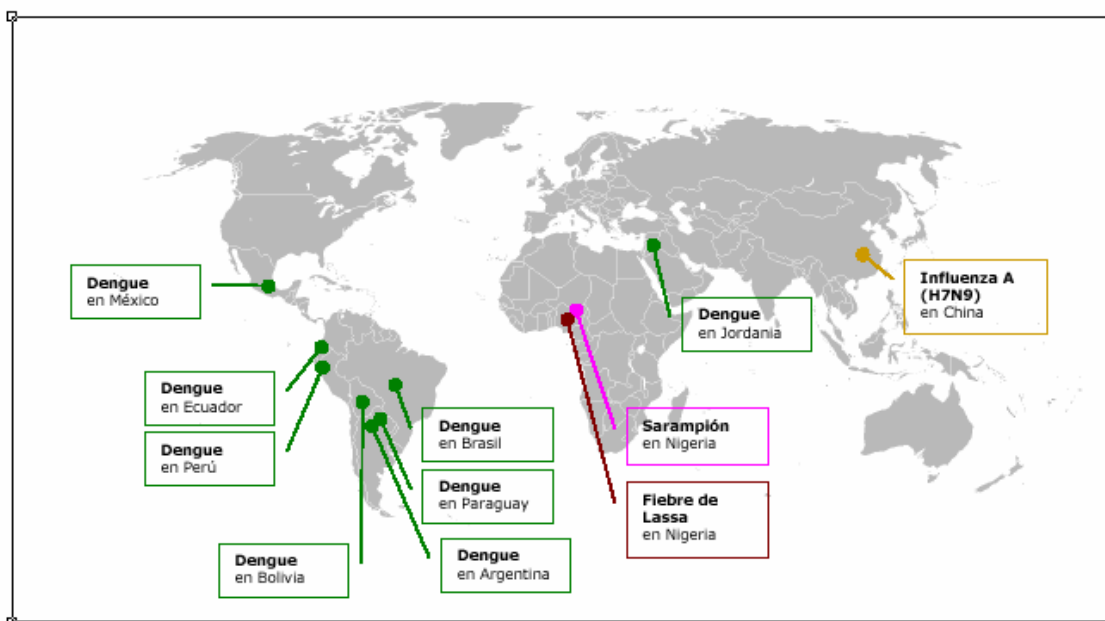 Dengue
en México
Dengue
en Ecuador
Dengue
en Perú
Dengue
en Bolivia
Dengue
en Brasil
Dengue
en Paraguay
Dengue
en Argentina
Dengue
en Jordania
Sarampión
en Nigeria
Fiebre de
Lassa
en Nigeria
Influenza A
(H7N9)
en China